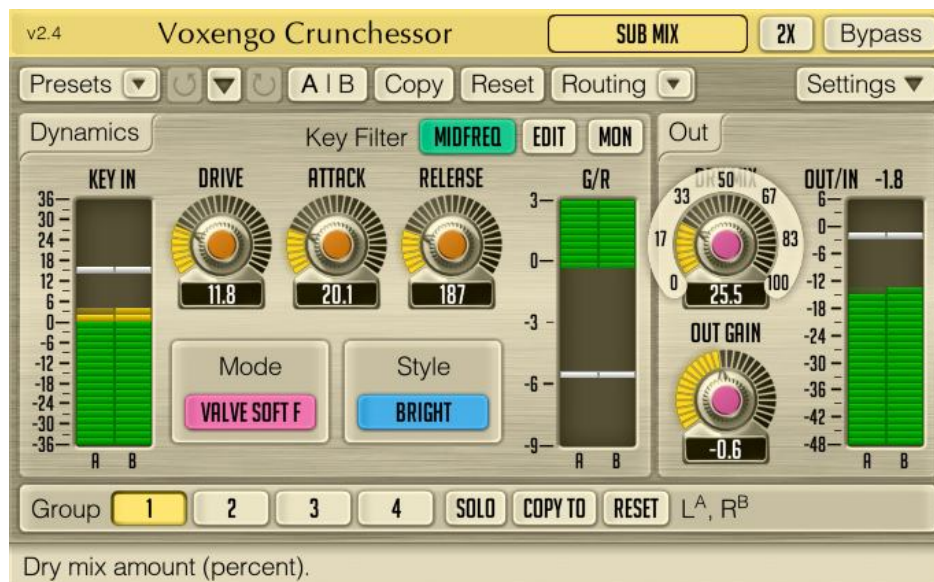 v2.4 Voxengo Crunchessor SUB MIX 2X Bypass
Presets A | B Copy Reset Routing Settings
Dynamics Key Filter MIDFREQ EDIT MON Out
KEY IN DRIVE ATTACK RELEASE G/R 50 OUT/IN -1.8
36 30 24 18 12 6 0 -6 -12 -18 -24 -30 -36
A B
11.8 20.1 187
Mode Style
VALVE SOFT F BRIGHT
3 0 -3 -6 -9
A B
0 17 33 67 83 100
25.5
OUT GAIN
-0.6
6 0 -6 -12 -18 -24 -30 -36 -42 -48
A B
Group 1 2 3 4 SOLO COPY TO RESET L^A, R^B
Dry mix amount (percent).